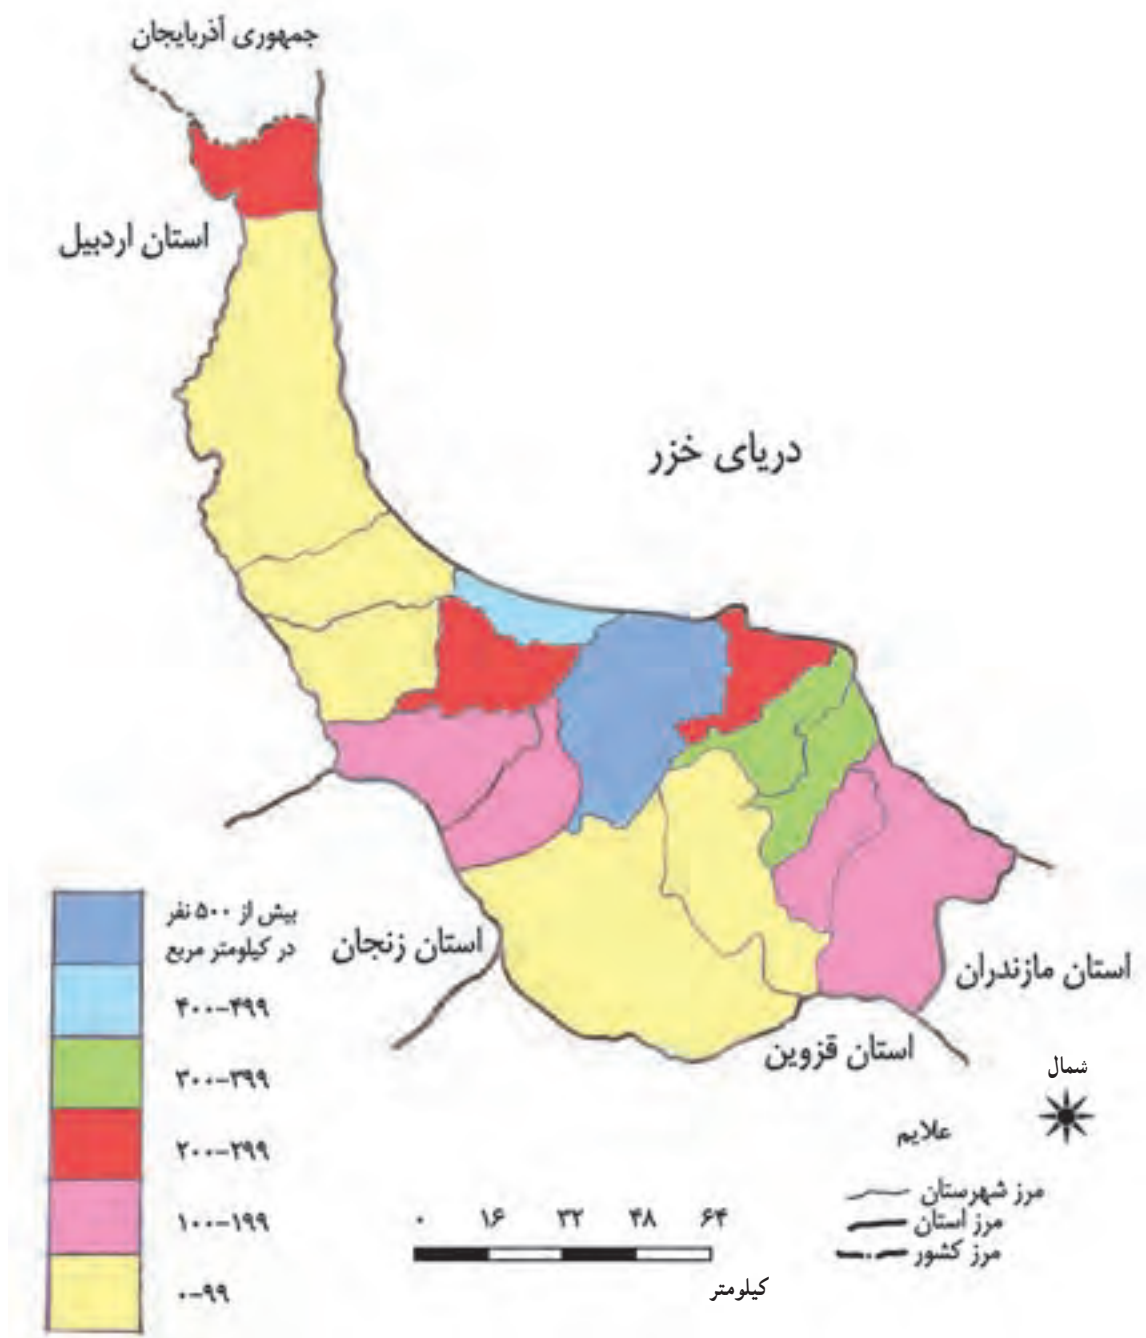 جمهوری آذربایجان
استان اردبیل
دریای خزر
بیش از ۵۰۰ نفر
در کیلومتر مربع
۴۰۰-۴۹۹
۳۰۰-۳۹۹
۲۰۰-۲۹۹
۱۰۰-۱۹۹
۰-۹۹
استان زنجان
استان مازندران
استان قزوین
شمال
علایم
مرز شهرستان
مرز استان
مرز کشور
۰ ۱۶ ۳۲ ۴۸ ۶۴
کیلومتر